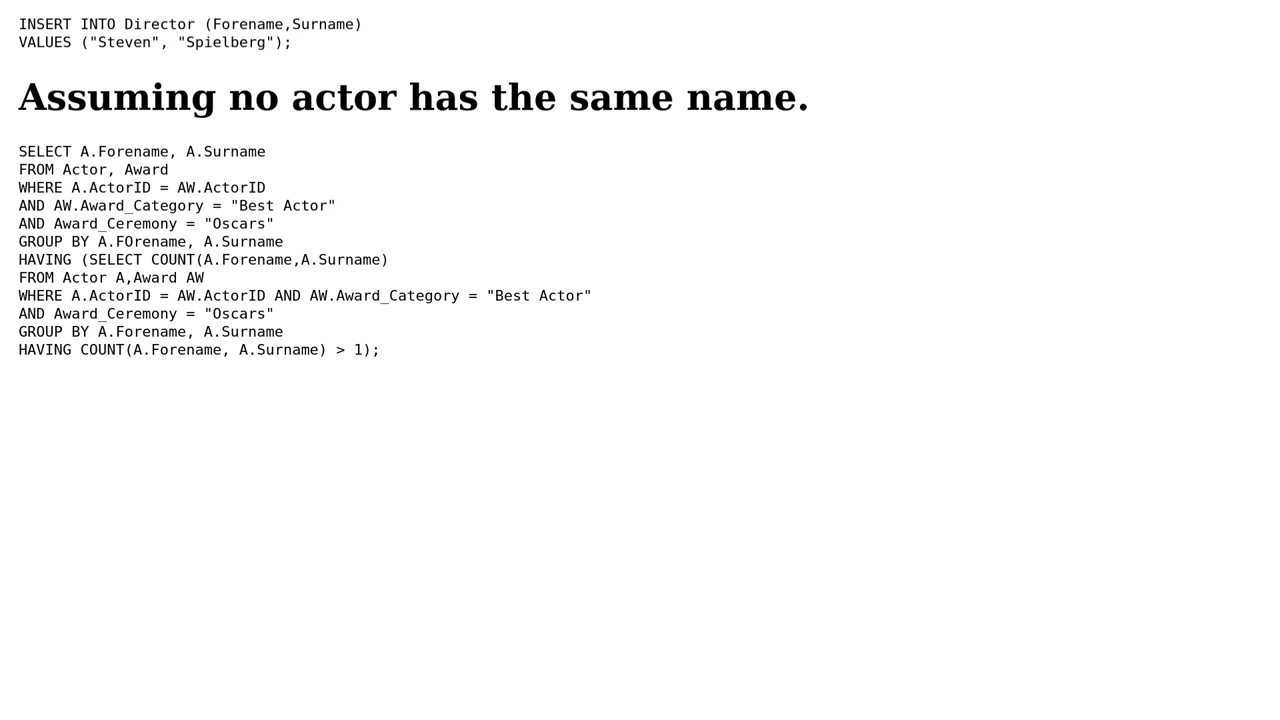 INSERT INTO Director (Forename,Surname)
VALUES ("Steven", "Spielberg");
Assuming no actor has the same name.
SELECT A.Forename, A.Surname
FROM Actor, Award
WHERE A.ActorID = AW.ActorID
AND AW.Award_Category = "Best Actor"
AND Award_Ceremony = "Oscars"
GROUP BY A.FOrename, A.Surname
HAVING (SELECT COUNT(A.Forename,A.Surname)
FROM Actor A,Award AW
WHERE A.ActorID = AW.ActorID AND AW.Award_Category = "Best Actor"
AND Award_Ceremony = "Oscars"
GROUP BY A.Forename, A.Surname
HAVING COUNT(A.Forename, A.Surname) > 1);